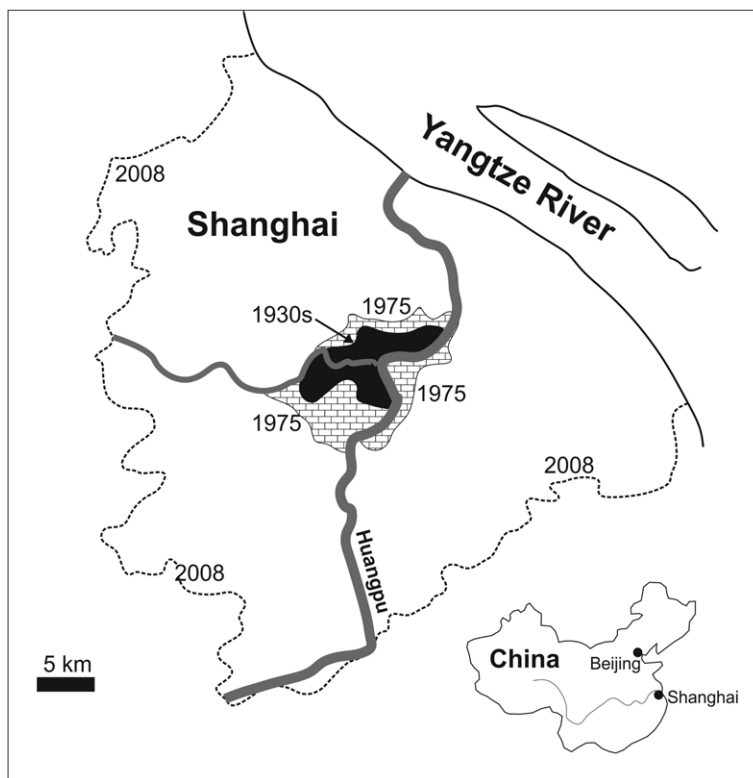 Yangtze River
2008
Shanghai
1930s
1975
1975
1975
2008
2008
Huangpu
5 km
China
Beijing
Shanghai